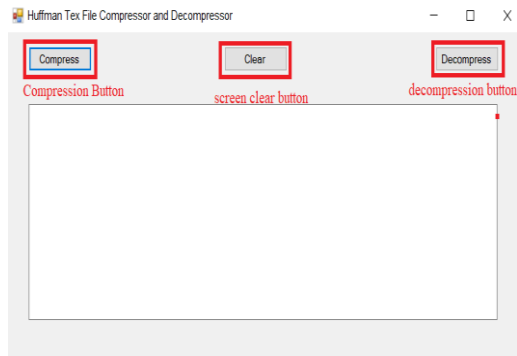 Huffman Tex File Compressor and Decompressor
Compress Clear Decompress
Compression Button screen clear button decompression button